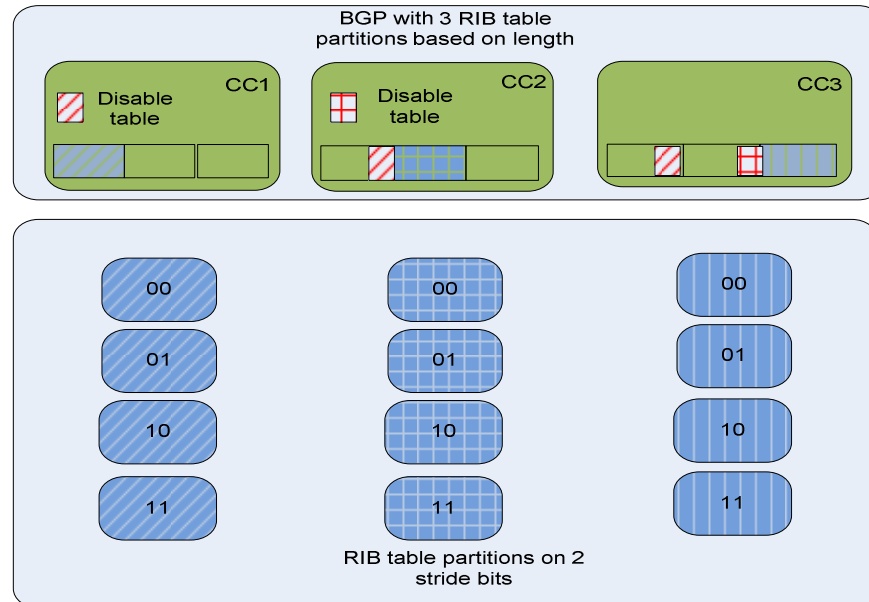 BGP with 3 RIB table
partitions based on length
CC1
Disable
table
CC2
Disable
table
CC3
00
00
00
01
01
01
10
10
10
11
11
11
RIB table partitions on 2
stride bits